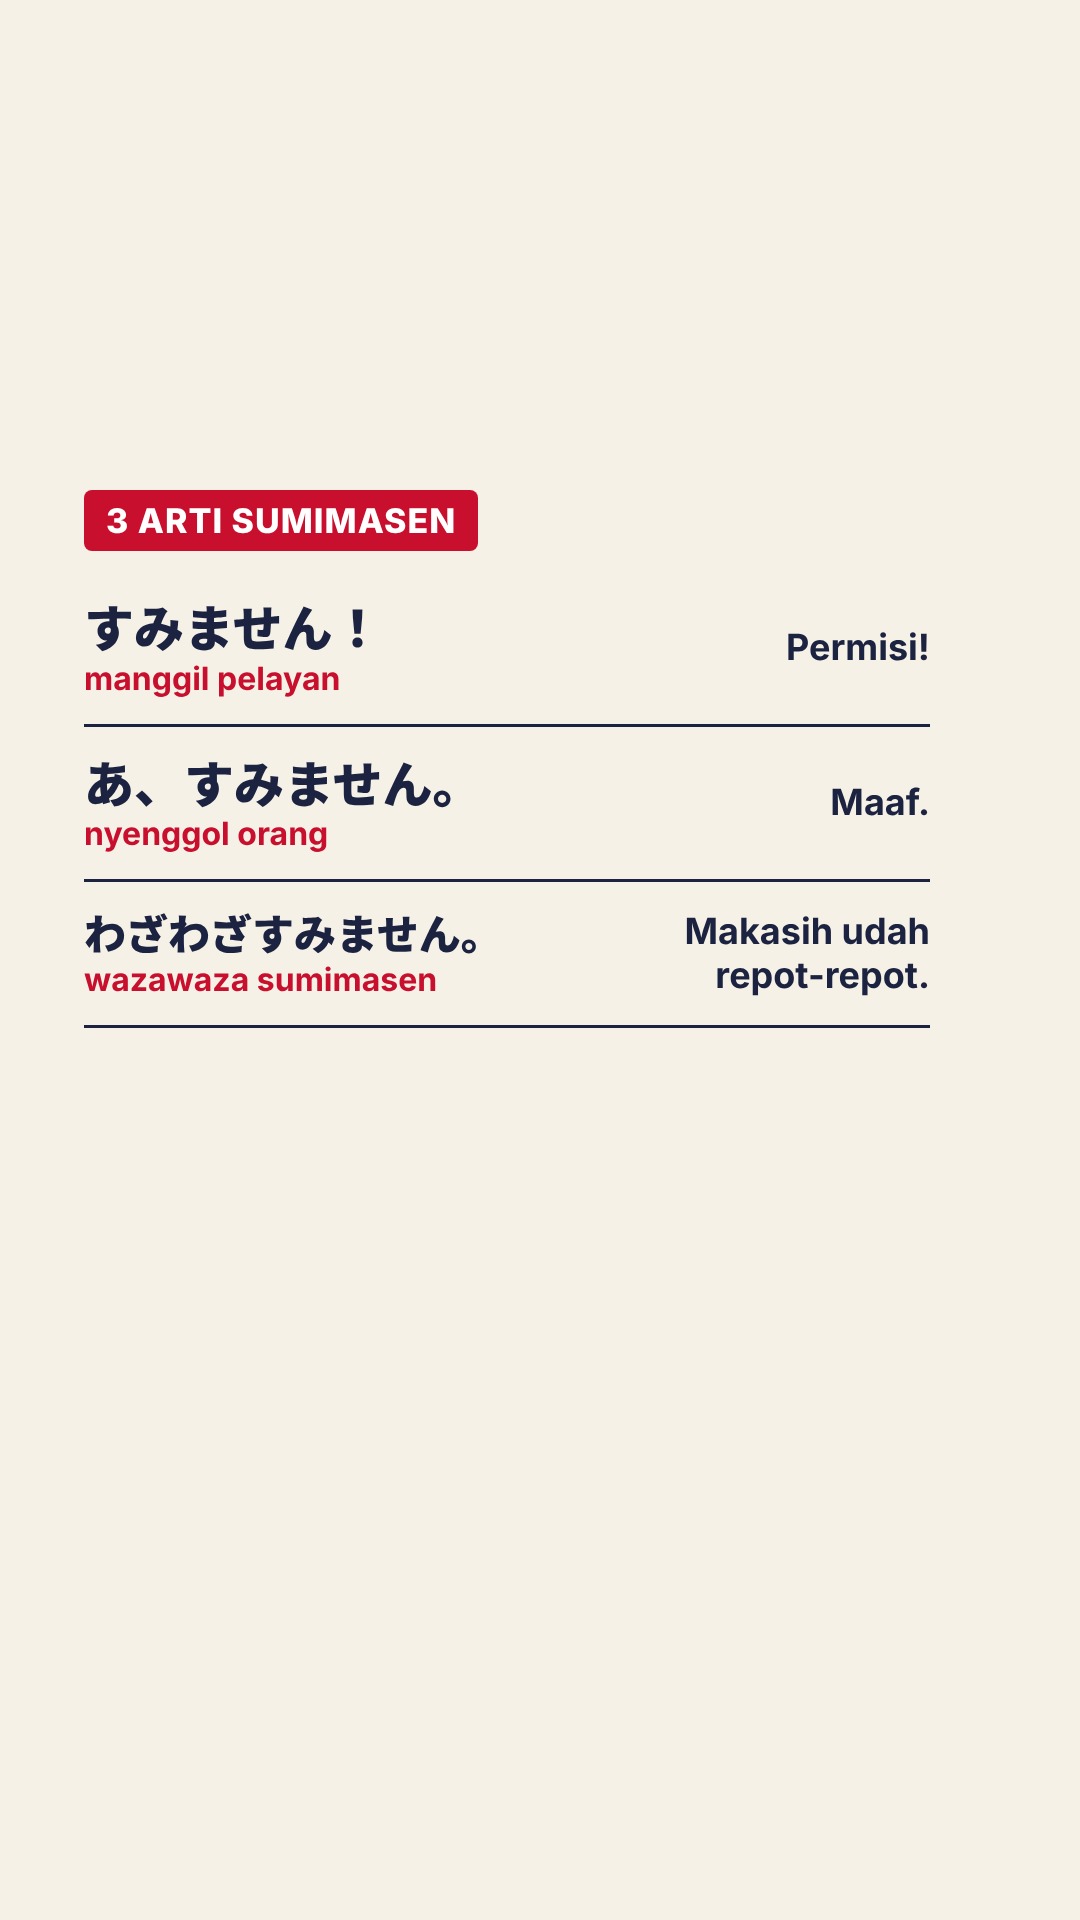 3 ARTI SUMIMASEN
すみません！
manggil pelayan
Permisi!
あ、すみません。
nyenggol orang
Maaf.
わざわざすみません。
wazawaza sumimasen
Makasih udah
repot-repot.